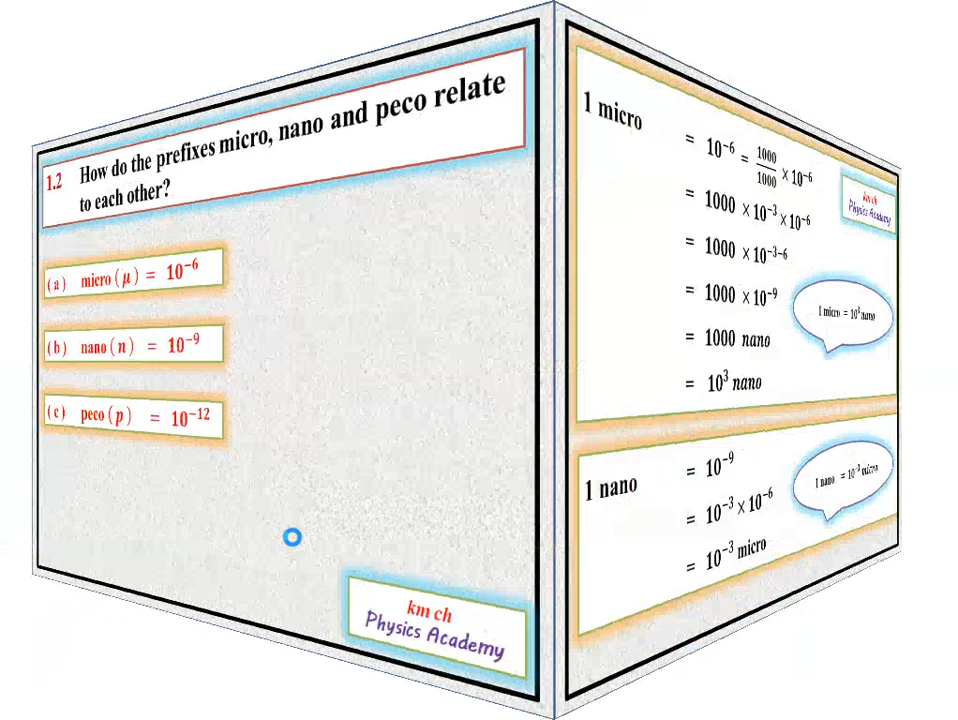 1.2 How do the prefixes micro, nano and peco relate
to each other?
(a) micro (μ) = 10⁻⁶
(b) nano (n) = 10⁻⁹
(c) peco (p) = 10⁻¹²
km ch
Physics Academy
1 micro
= 10⁻⁶ = 1000/1000 × 10⁻⁶
= 1000 × 10⁻³ × 10⁻⁶
= 1000 × 10⁻³⁻⁶
= 1000 × 10⁻⁹
= 1000 nano
= 10³ nano
km ch
Physics Academy
1 micro = 10³ nano
1 nano
= 10⁻⁹
= 10⁻³ × 10⁻⁶
= 10⁻³ micro
1 nano = 10⁻³ micro